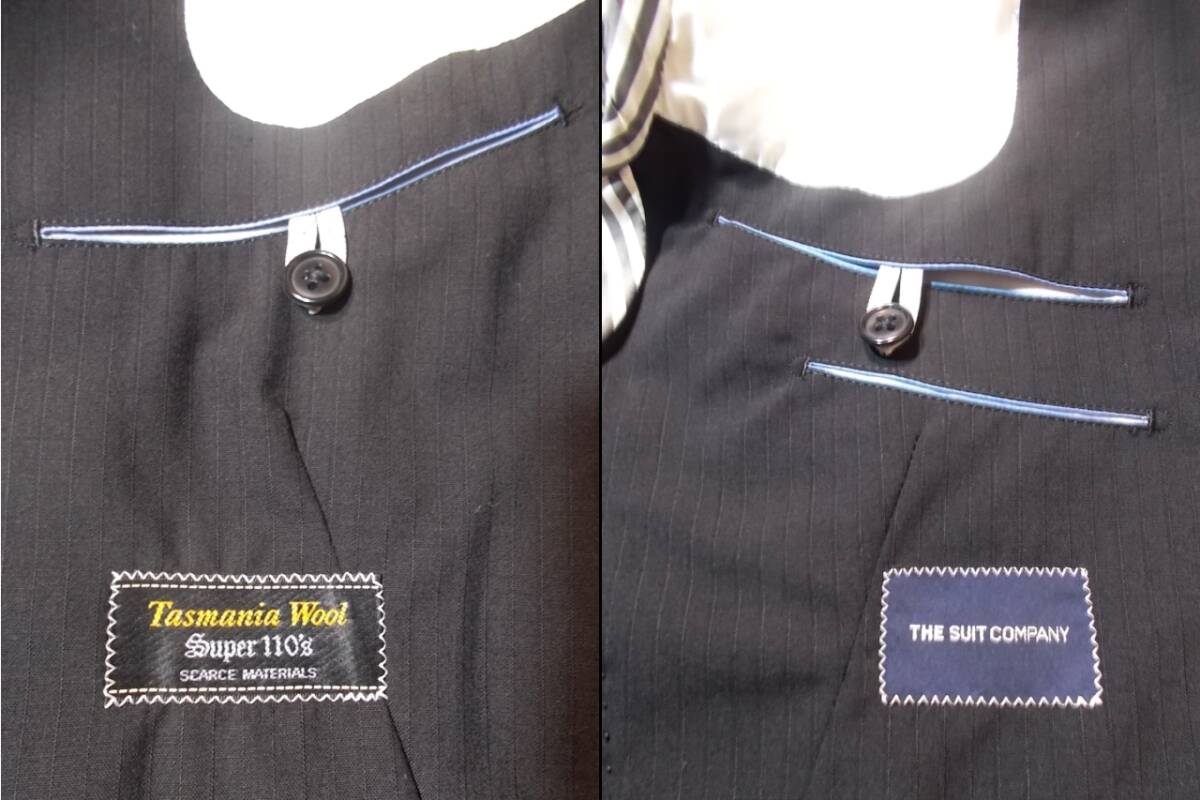 Tasmania Wool
Super 110's
SCARCE MATERIALS
THE SUIT COMPANY